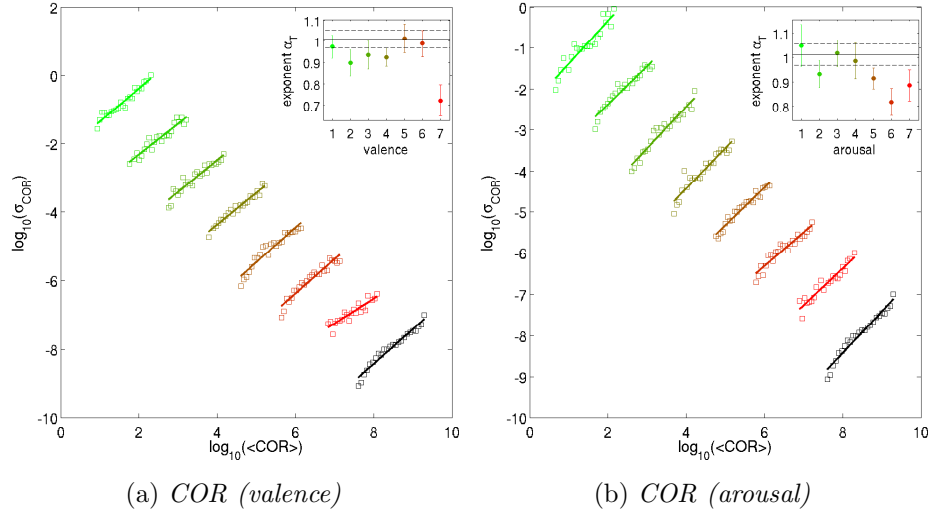 a
2
0
-2
-4
-6
-8
-10
0 2 4 6 8 10
log10(σCOR)
log10(<COR>)
1.1
1
0.9
0.8
0.7
1 2 3 4 5 6 7
exponent αT
valence
(a) COR (valence)
b
0
-1
-2
-3
-4
-5
-6
-7
-8
-9
-10
0 2 4 6 8 10
log10(σCOR)
log10(<COR>)
1.1
1
0.9
0.8
1 2 3 4 5 6 7
exponent αT
arousal
(b) COR (arousal)